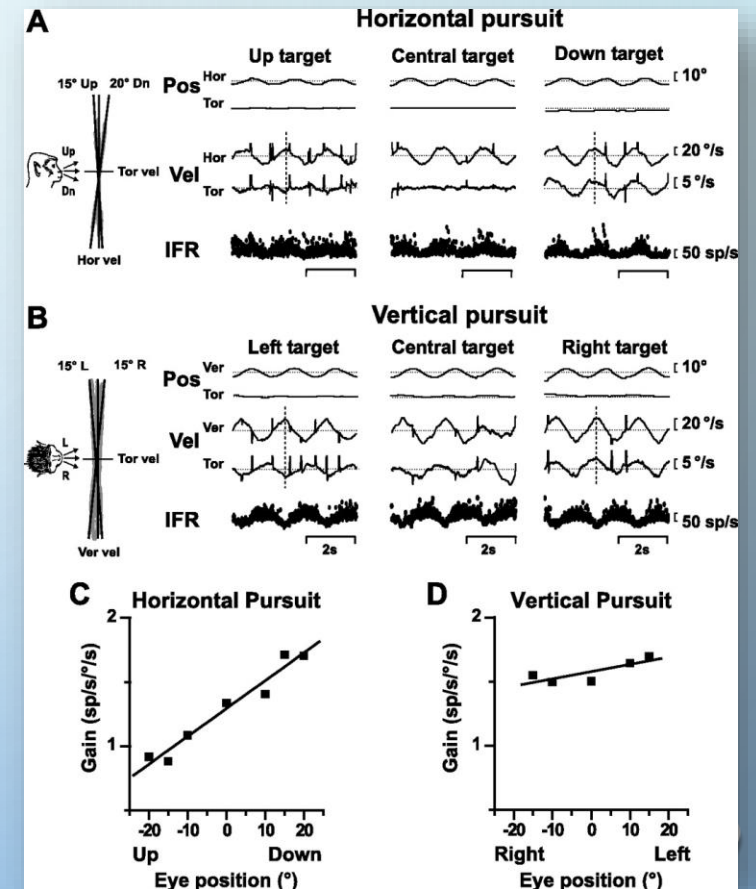 A
Horizontal pursuit
Up target Central target Down target
15° Up 20° Dn
Pos Hor 10°
Tor
Up
Dn
Tor vel
Hor vel
Vel Hor 20 °/s
Tor 5 °/s
IFR 50 sp/s
B
Vertical pursuit
Left target Central target Right target
15° L 15° R
Pos Ver 10°
Tor
L
R
Tor vel
Ver vel
Vel Ver 20 °/s
Tor 5 °/s
IFR 50 sp/s
2s 2s 2s
C Horizontal Pursuit
2
1
Gain (sp/s/°/s)
-20 -10 0 10 20
Up Down
Eye position (°)
D Vertical Pursuit
2
1
Gain (sp/s/°/s)
-20 -10 0 10 20
Right Left
Eye position (°)